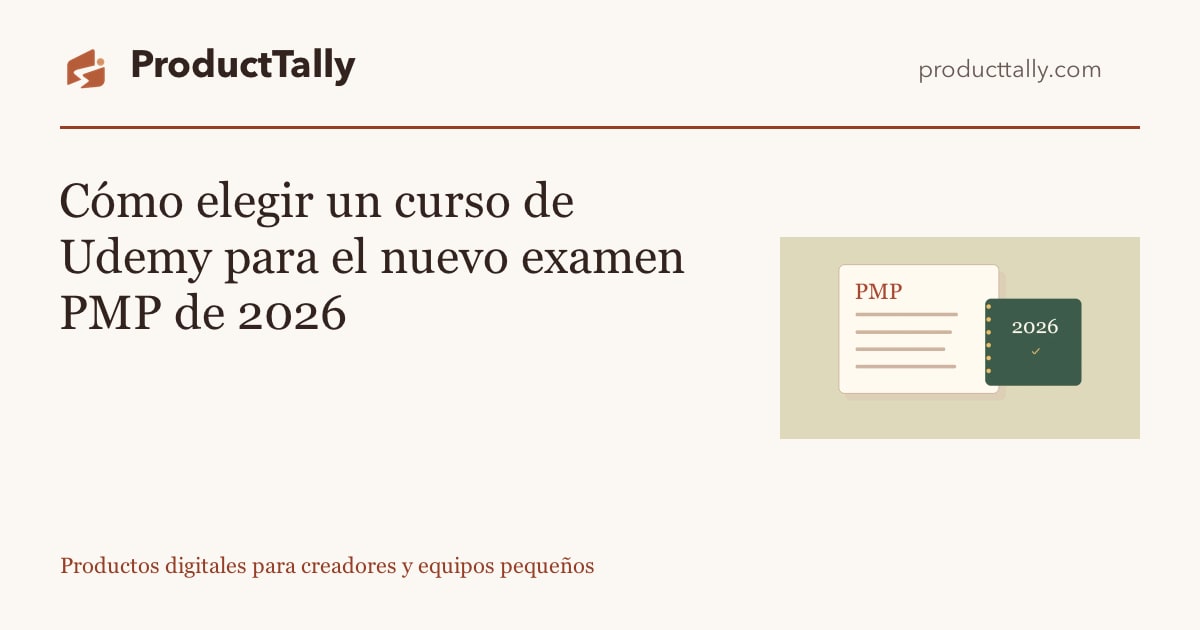 ProductTally
producttally.com
Cómo elegir un curso de
Udemy para el nuevo examen
PMP de 2026
PMP
2026
Productos digitales para creadores y equipos pequeños